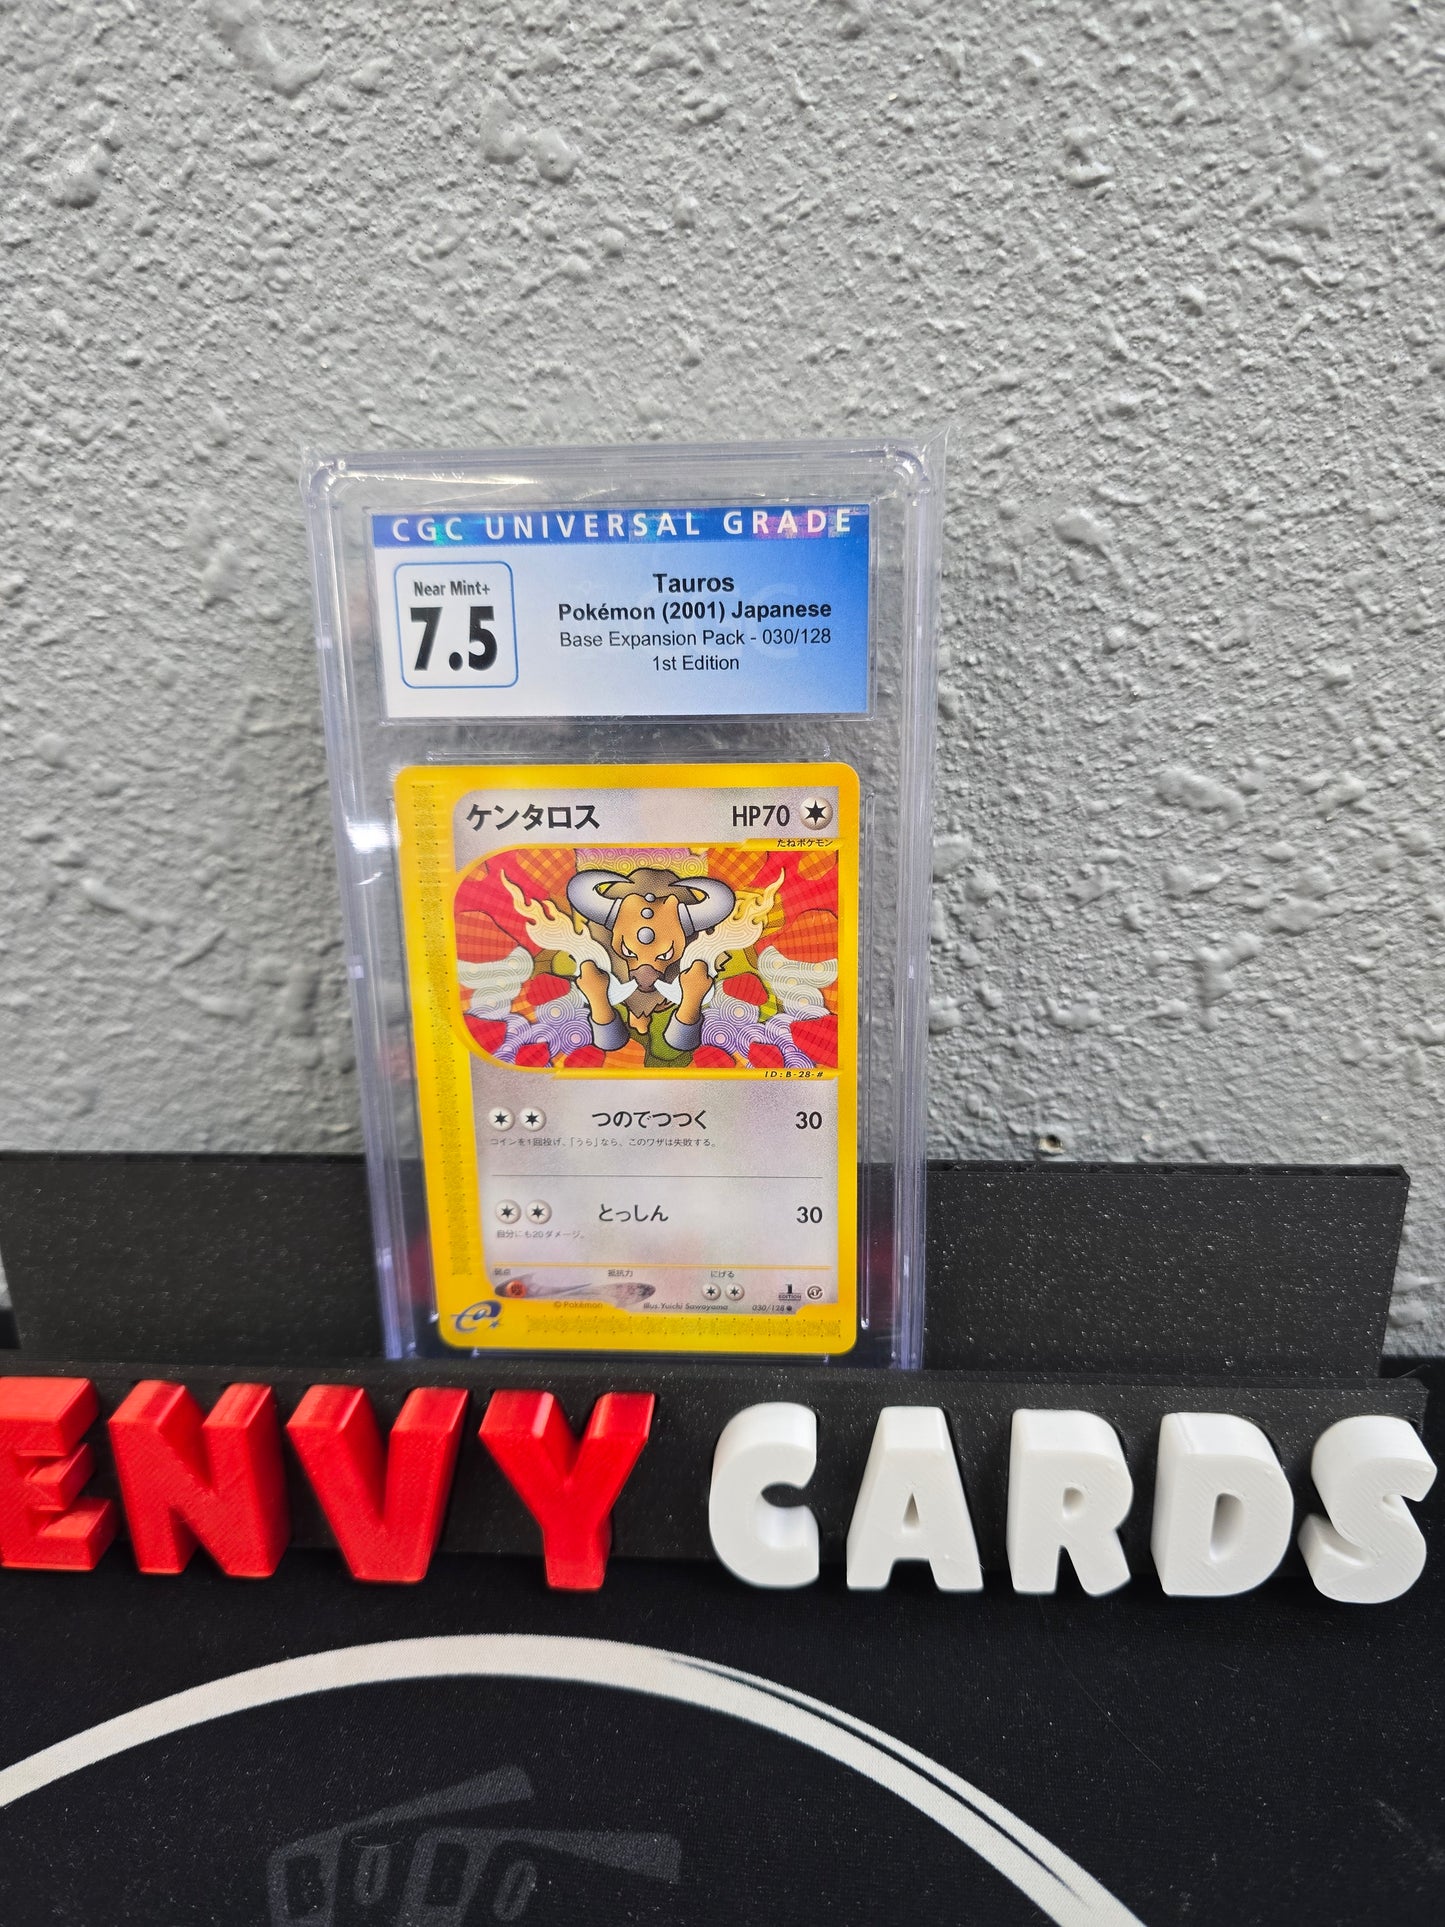 CGC UNIVERSAL GRADE
Near Mint+
7.5
Tauros
Pokémon (2001) Japanese
Base Expansion Pack - 030/128
1st Edition
ケンタロス HP70
たねポケモン
ID: B-28-#
つのでつつく 30
コインを1回投げ、「うら」なら、このワザは失敗する。
とっしん 30
自分にも20ダメージ。
弱点 抵抗力 にげる
1 EDITION
© Pokémon Illus. Yuichi Sawayama 030/128
e
ENVY CARDS
BOBO